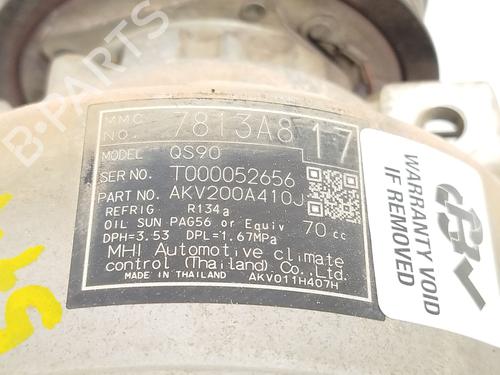 B-PARTS
MMC NO. 7813A817
MODEL QS90
SER NO. T000052656
PART NO. AKV200A410J
REFRIG. R134a
OIL SUN PAG56 or Equiv 70 cc
DPH=3.53 DPL=1.67MPa
MHI Automotive climate
control (Thailand) Co., Ltd.
MADE IN THAILAND AKV011H407H
WARRANTY VOID
IF REMOVED